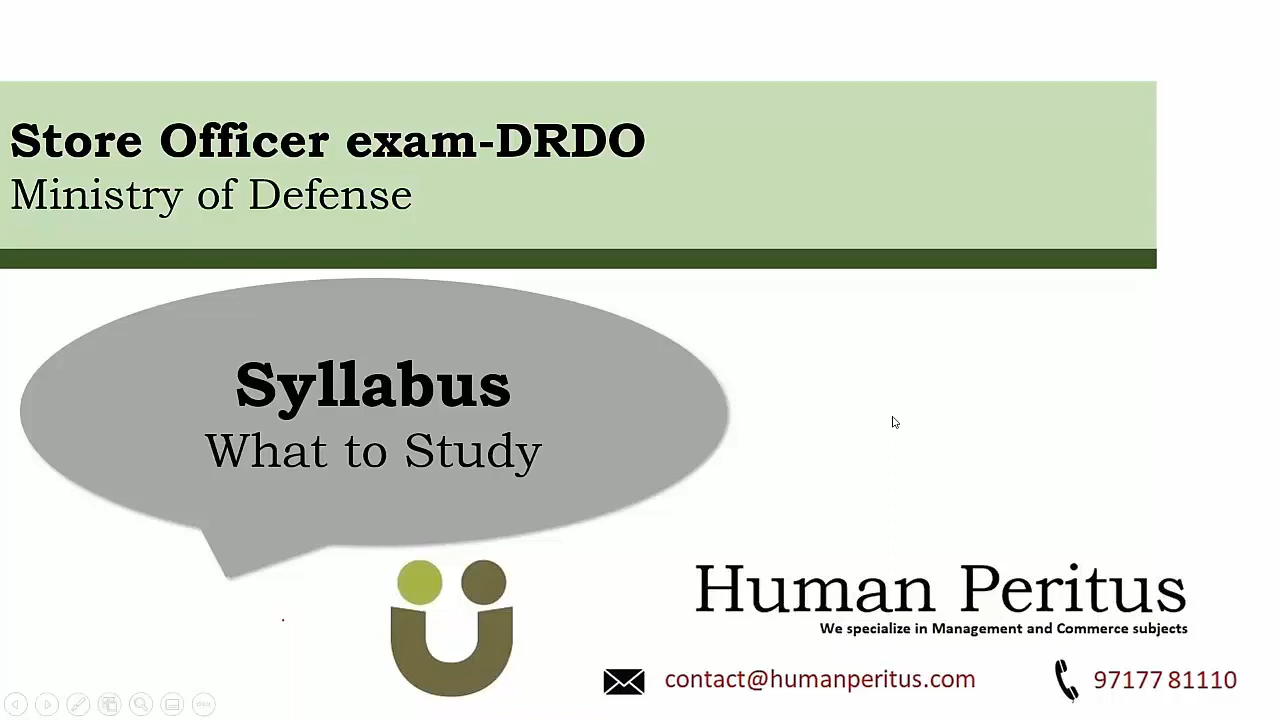 Store Officer exam-DRDO
Ministry of Defense
Syllabus
What to Study
Human Peritus
We specialize in Management and Commerce subjects
contact@humanperitus.com
97177 81110